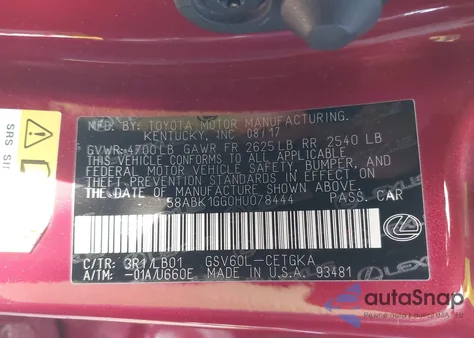 MFD. BY: TOYOTA MOTOR MANUFACTURING.
KENTUCKY, INC 08/17
GVWR: 4700LB GAWR FR 2625LB RR 2540 LB
THIS VEHICLE CONFORMS TO ALL APPLICABLE
FEDERAL MOTOR VEHICLE SAFETY, BUMPER, AND
THEFT PREVENTION STANDARDS IN EFFECT ON
THE DATE OF MANUFACTURE SHOWN ABOVE.
58ABK1GG0HU078444 PASS. CAR
C/TR: 3R1/LB01 GSV60L-CETGKA
A/TM: -01A/U660E MADE IN U.S.A. 93481
LEXUS
SRS
autoSnap